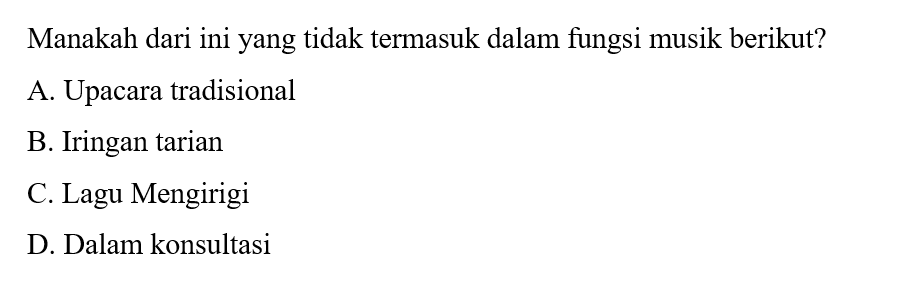 Manakah dari ini yang tidak termasuk dalam fungsi musik berikut?
A. Upacara tradisional
B. Iringan tarian
C. Lagu Mengirigi
D. Dalam konsultasi